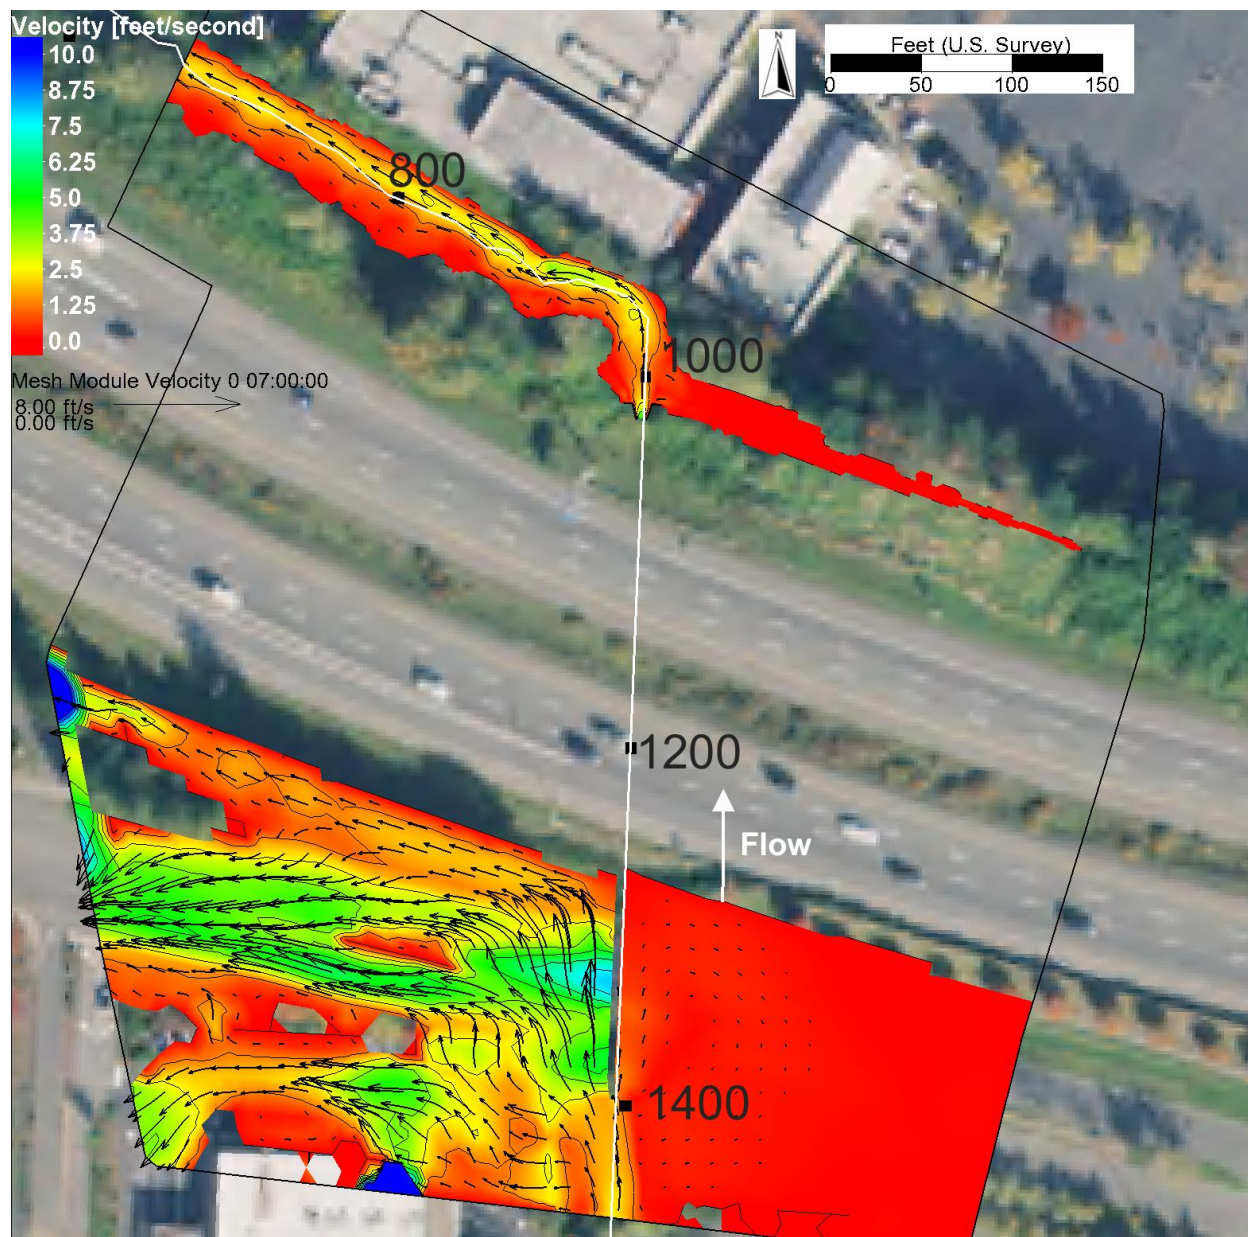 Velocity [feet/second]
10.0
8.75
7.5
6.25
5.0
3.75
2.5
1.25
0.0
Mesh Module Velocity 0 07:00:00
8.00 ft/s
0.00 ft/s
N
Feet (U.S. Survey)
0 50 100 150
800
1000
1200
Flow
1400